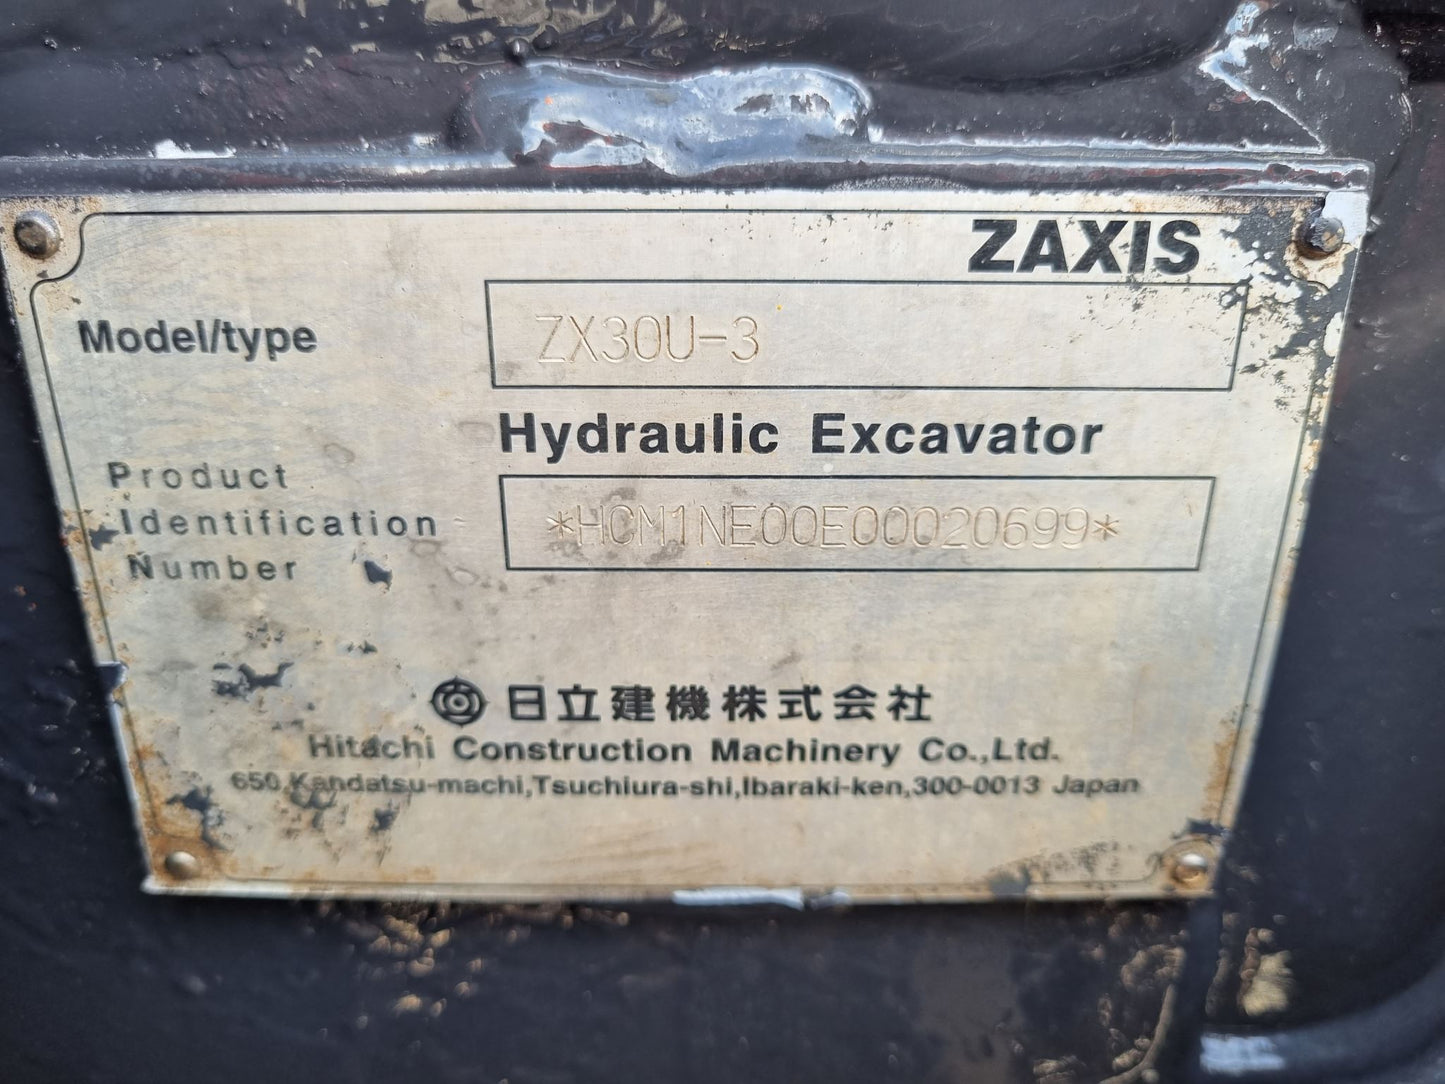 ZAXIS
Model/type
ZX30U-3
Hydraulic Excavator
Product
Identification
Number
*HCM1NE00E00020699*
日立建機株式会社
Hitachi Construction Machinery Co.,Ltd.
650,Kandatsu-machi,Tsuchiura-shi,Ibaraki-ken,300-0013 Japan